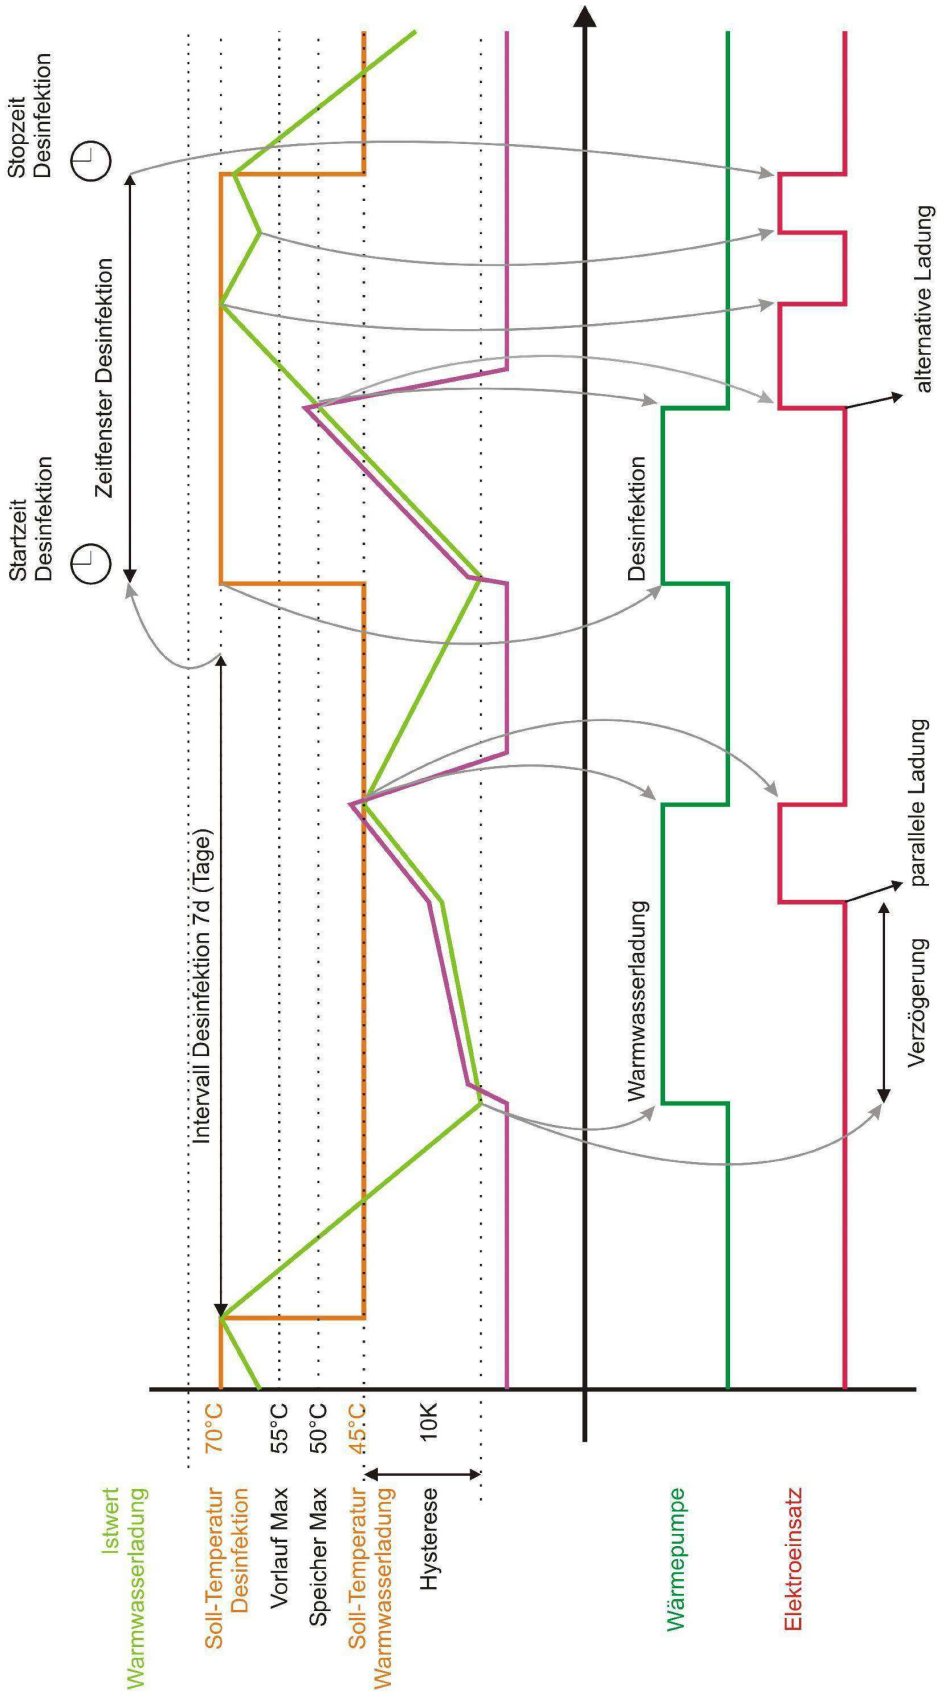 Istwert
Warmwasserladung
Soll-Temperatur
Desinfektion
70°C
Vorlauf Max
55°C
Speicher Max
50°C
Soll-Temperatur
Warmwasserladung
45°C
Hysterese
10K
Wärmepumpe
Elektroeinsatz
Intervall Desinfektion 7d (Tage)
Startzeit
Desinfektion
Zeitfenster Desinfektion
Stopzeit
Desinfektion
Warmwasserladung
Desinfektion
Verzögerung
parallele Ladung
alternative Ladung